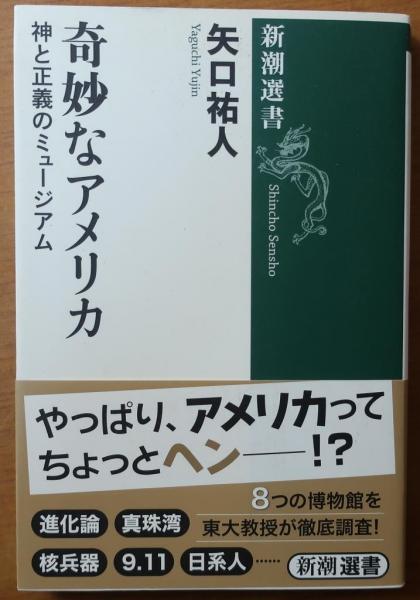 新潮選書
Shincho Sensho
矢口祐人
Yaguchi Yujin
奇妙なアメリカ
神と正義のミュージアム
やっぱり、アメリカって
ちょっとヘン――!?
8つの博物館を
東大教授が徹底調査!
進化論 真珠湾
核兵器 9.11 日系人……
新潮選書